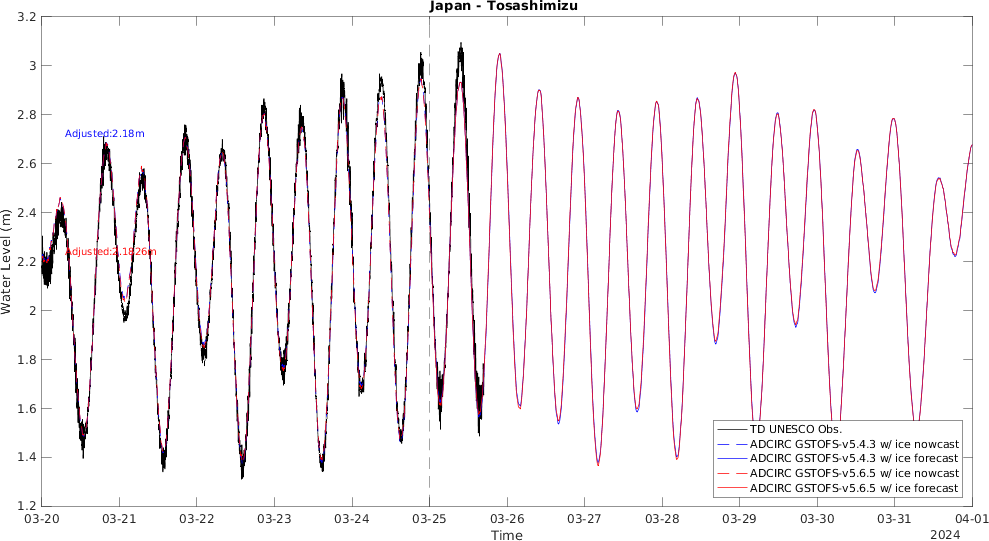 Japan - Tosashimizu
3.2
3
2.8
2.6
2.4
2.2
2
1.8
1.6
1.4
1.2
Water Level (m)
Adjusted:2.18m
Adjusted:2.1826m
TD UNESCO Obs.
ADCIRC GSTOFS-v5.4.3 w/ ice nowcast
ADCIRC GSTOFS-v5.4.3 w/ ice forecast
ADCIRC GSTOFS-v5.6.5 w/ ice nowcast
ADCIRC GSTOFS-v5.6.5 w/ ice forecast
03-20 03-21 03-22 03-23 03-24 03-25 03-26 03-27 03-28 03-29 03-30 03-31 04-01
Time
2024